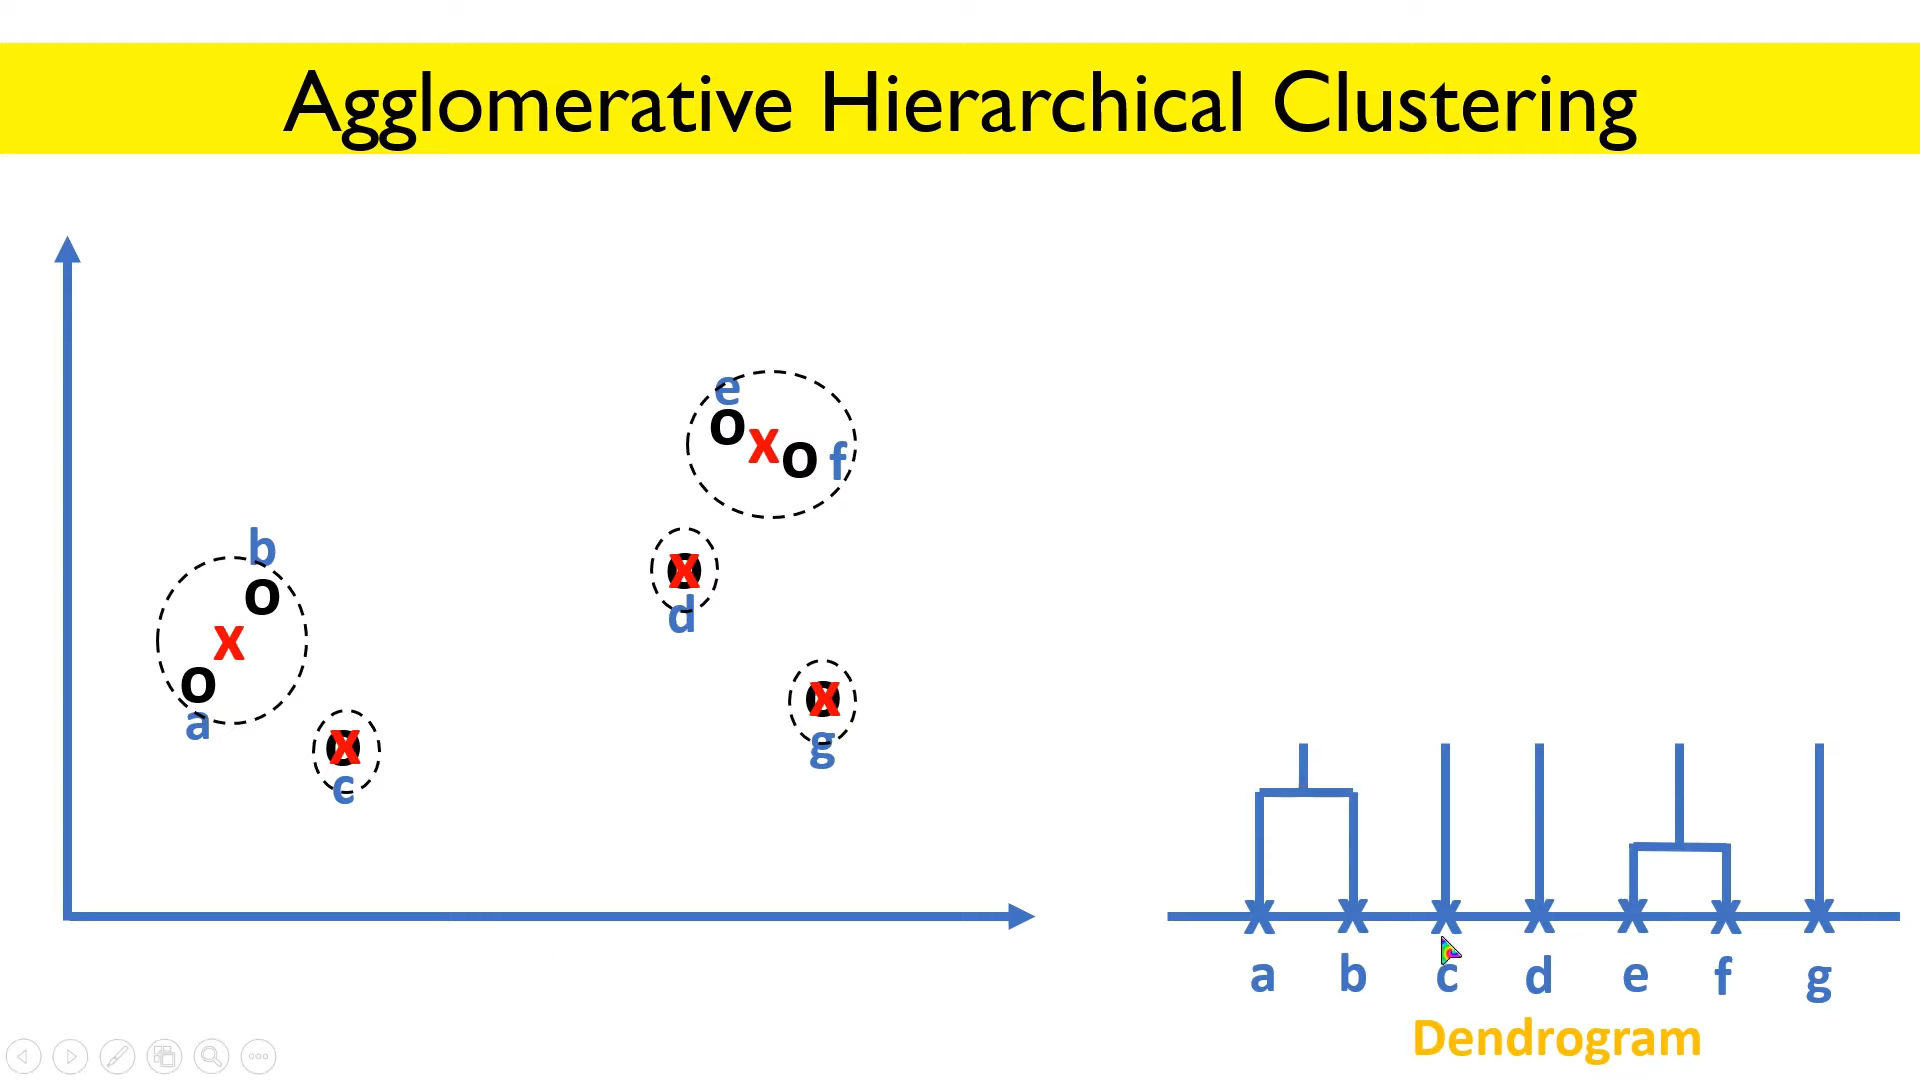 Agglomerative Hierarchical Clustering
e
o x o f
b
o
x
o
a
x
d
x
g
x
c
x x x x x x x
a b c d e f g
Dendrogram